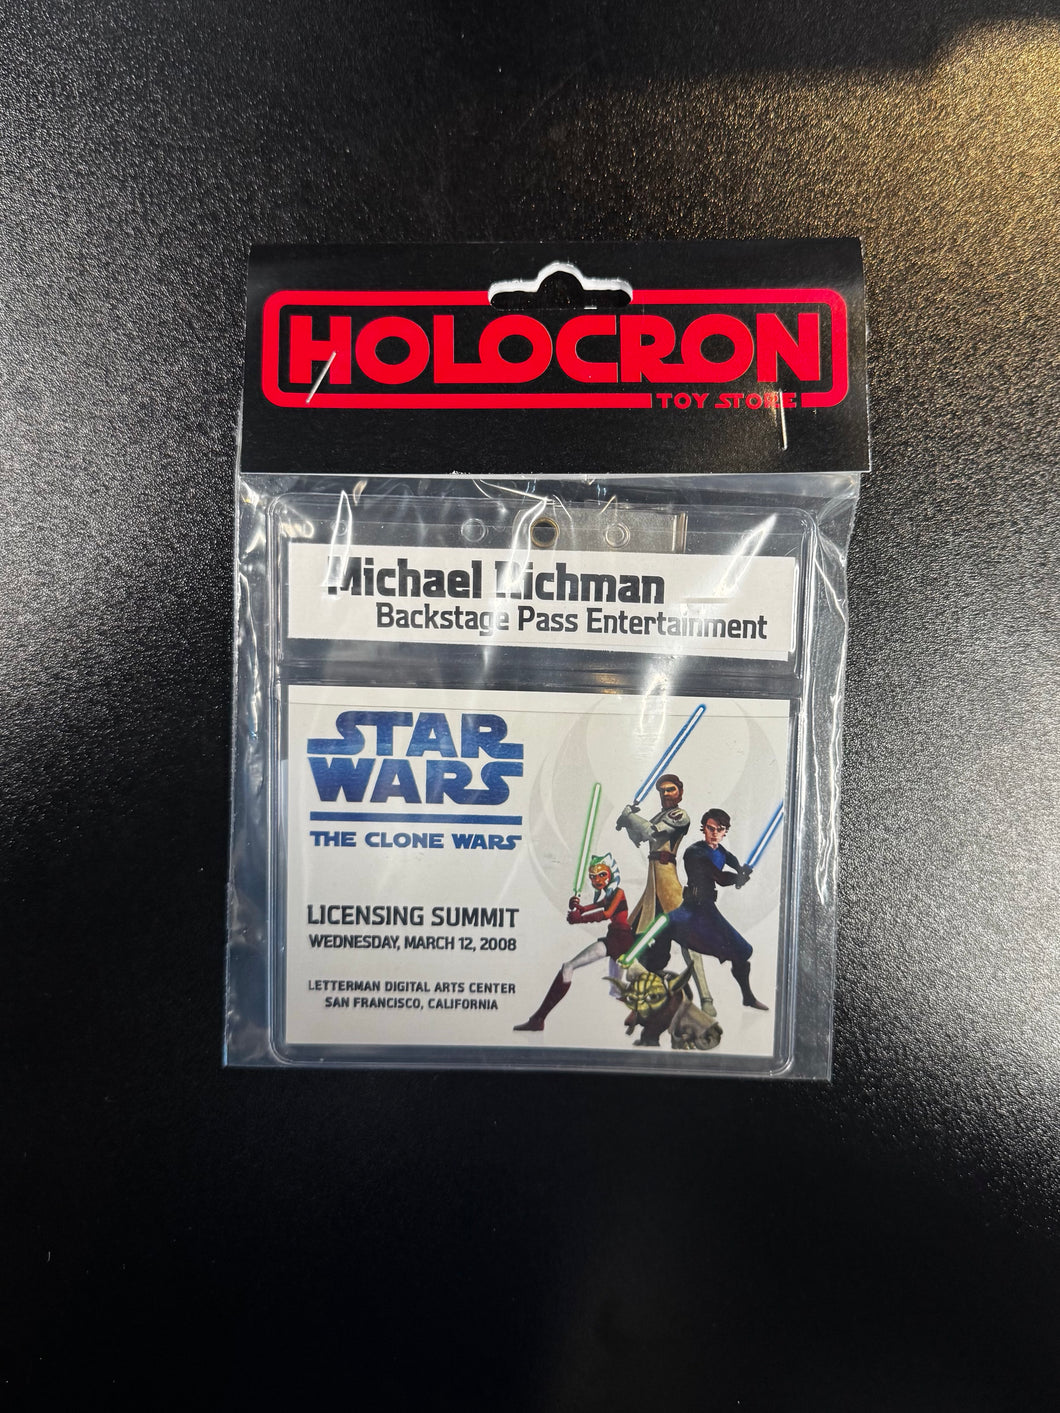 HOLOCRON
TOY STORE
Michael Richman
Backstage Pass Entertainment
STAR
WARS
THE CLONE WARS
LICENSING SUMMIT
WEDNESDAY, MARCH 12, 2008
LETTERMAN DIGITAL ARTS CENTER
SAN FRANCISCO, CALIFORNIA